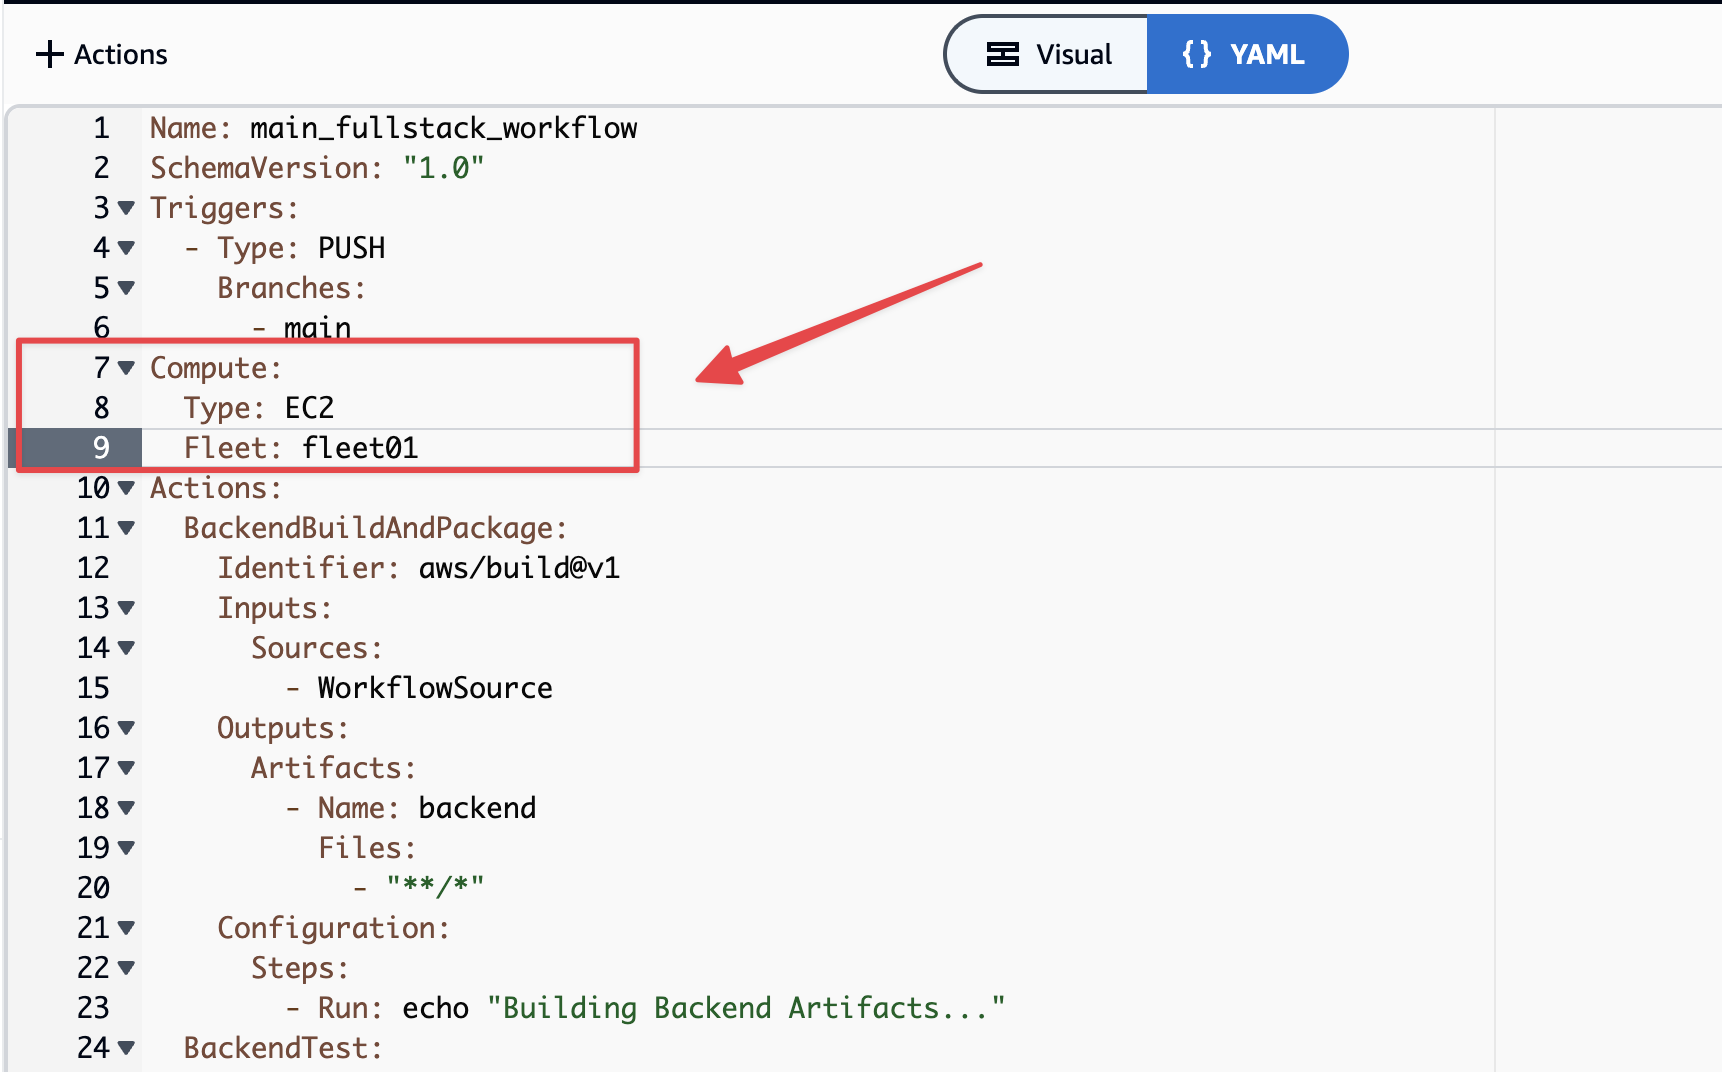 + Actions
Visual
{} YAML
1 Name: main_fullstack_workflow
2 SchemaVersion: "1.0"
3 Triggers:
4   - Type: PUSH
5     Branches:
6       - main
7 Compute:
8   Type: EC2
9   Fleet: fleet01
10 Actions:
11   BackendBuildAndPackage:
12     Identifier: aws/build@v1
13     Inputs:
14       Sources:
15         - WorkflowSource
16     Outputs:
17       Artifacts:
18         - Name: backend
19           Files:
20             - "**/*"
21     Configuration:
22       Steps:
23         - Run: echo "Building Backend Artifacts..."
24   BackendTest: